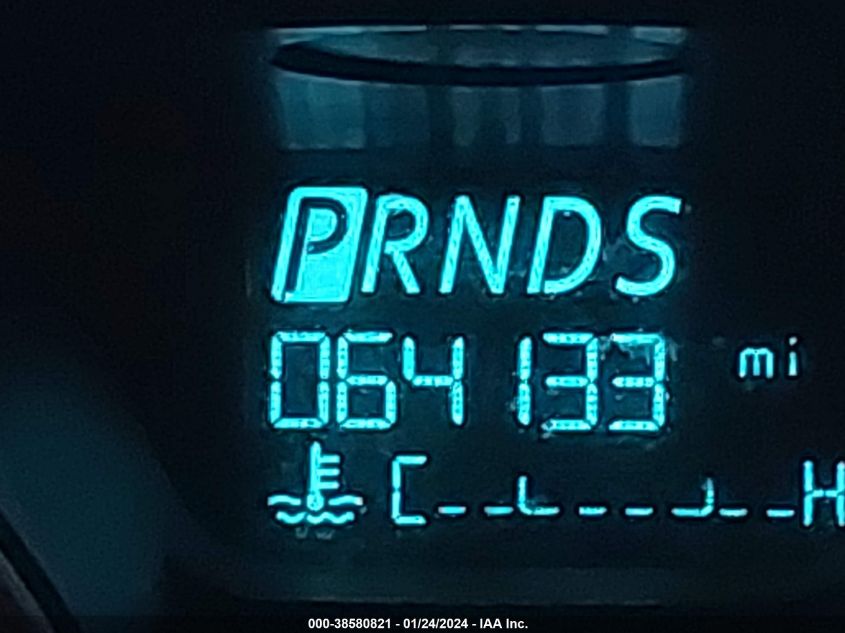 PRNDS
064133 mi
C H
000-38580821 - 01/24/2024 - IAA Inc.